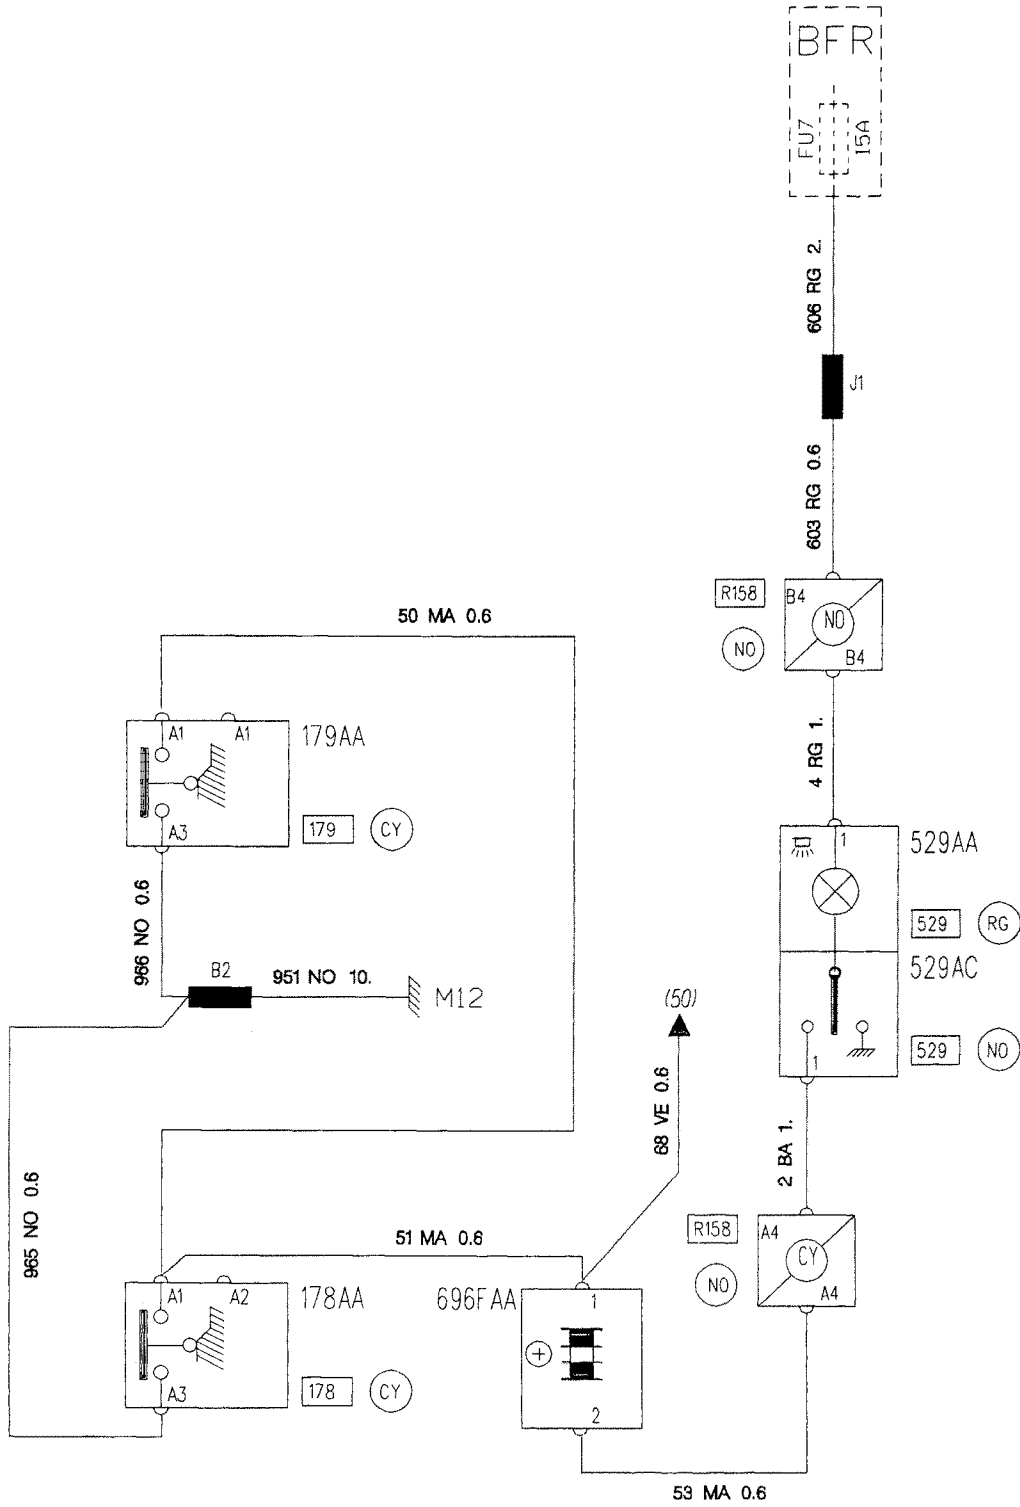 BFR
FU7
15A
606 RG 2.
J1
603 RG 0.6
R158
B4
NO
NO
B4
50 MA 0.6
4 RG 1.
A1
A1
179AA
A3
179
CY
1
529AA
529
RG
966 NO 0.6
B2
951 NO 10.
M12
529AC
(50)
529
NO
1
68 VE 0.6
2 BA 1.
965 NO 0.6
51 MA 0.6
R158
A4
CY
NO
A4
A1
A2
178AA
696FAA
1
+
A3
178
CY
2
53 MA 0.6